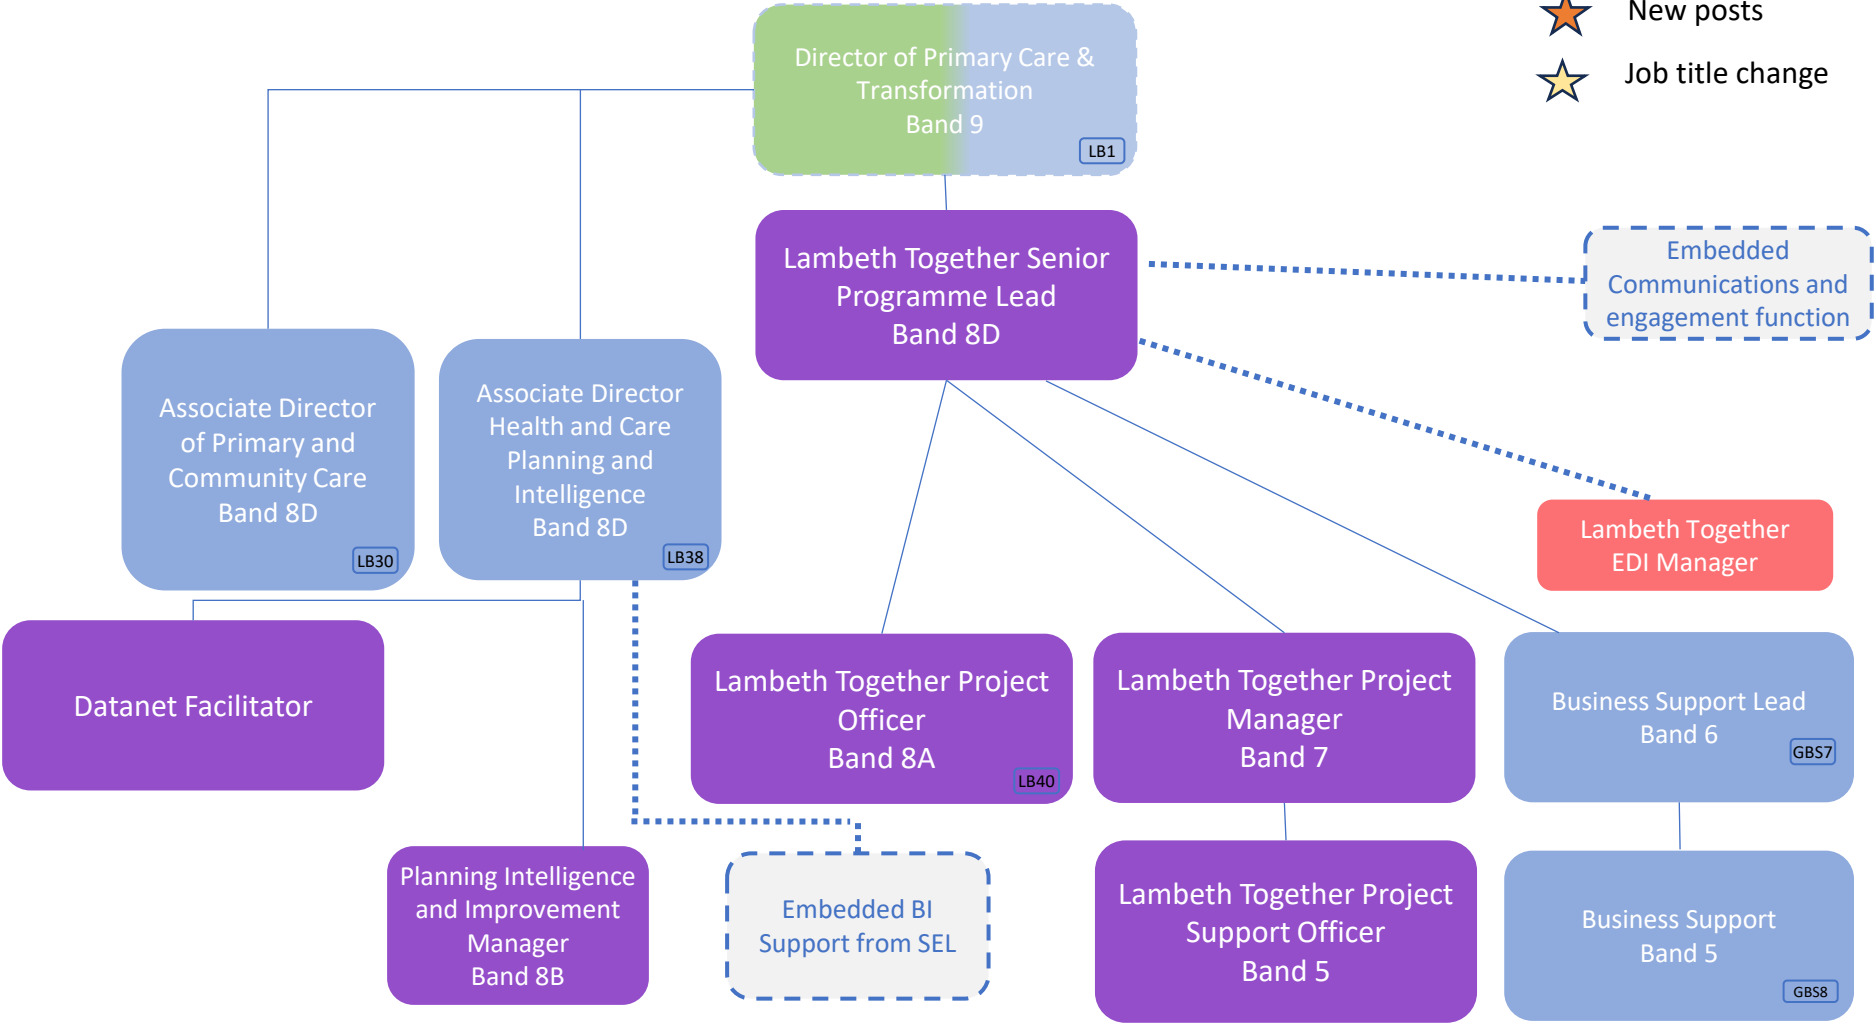 New posts
Job title change
Director of Primary Care &
Transformation
Band 9
LB1
Lambeth Together Senior
Programme Lead
Band 8D
Embedded
Communications and
engagement function
Associate Director
of Primary and
Community Care
Band 8D
LB30
Associate Director
Health and Care
Planning and
Intelligence
Band 8D
LB38
Lambeth Together
EDI Manager
Datanet Facilitator
Lambeth Together Project
Officer
Band 8A
LB40
Lambeth Together Project
Manager
Band 7
Business Support Lead
Band 6
GBS7
Planning Intelligence
and Improvement
Manager
Band 8B
Embedded BI
Support from SEL
Lambeth Together Project
Support Officer
Band 5
Business Support
Band 5
GBS8